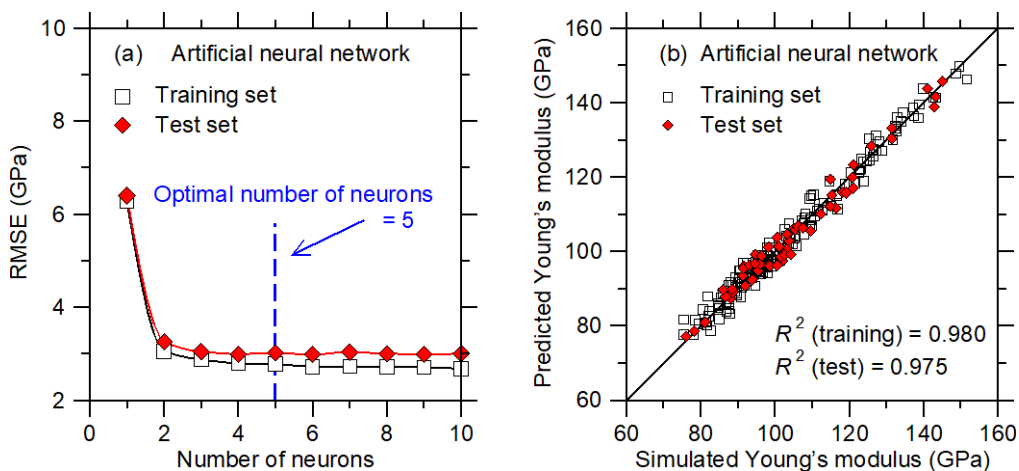 (a) Artificial neural network
Training set
Test set
Optimal number of neurons
= 5
RMSE (GPa)
10
8
6
4
2
0 2 4 6 8 10
Number of neurons
(b) Artificial neural network
Training set
Test set
R² (training) = 0.980
R² (test) = 0.975
Predicted Young's modulus (GPa)
160
140
120
100
80
60
60 80 100 120 140 160
Simulated Young's modulus (GPa)